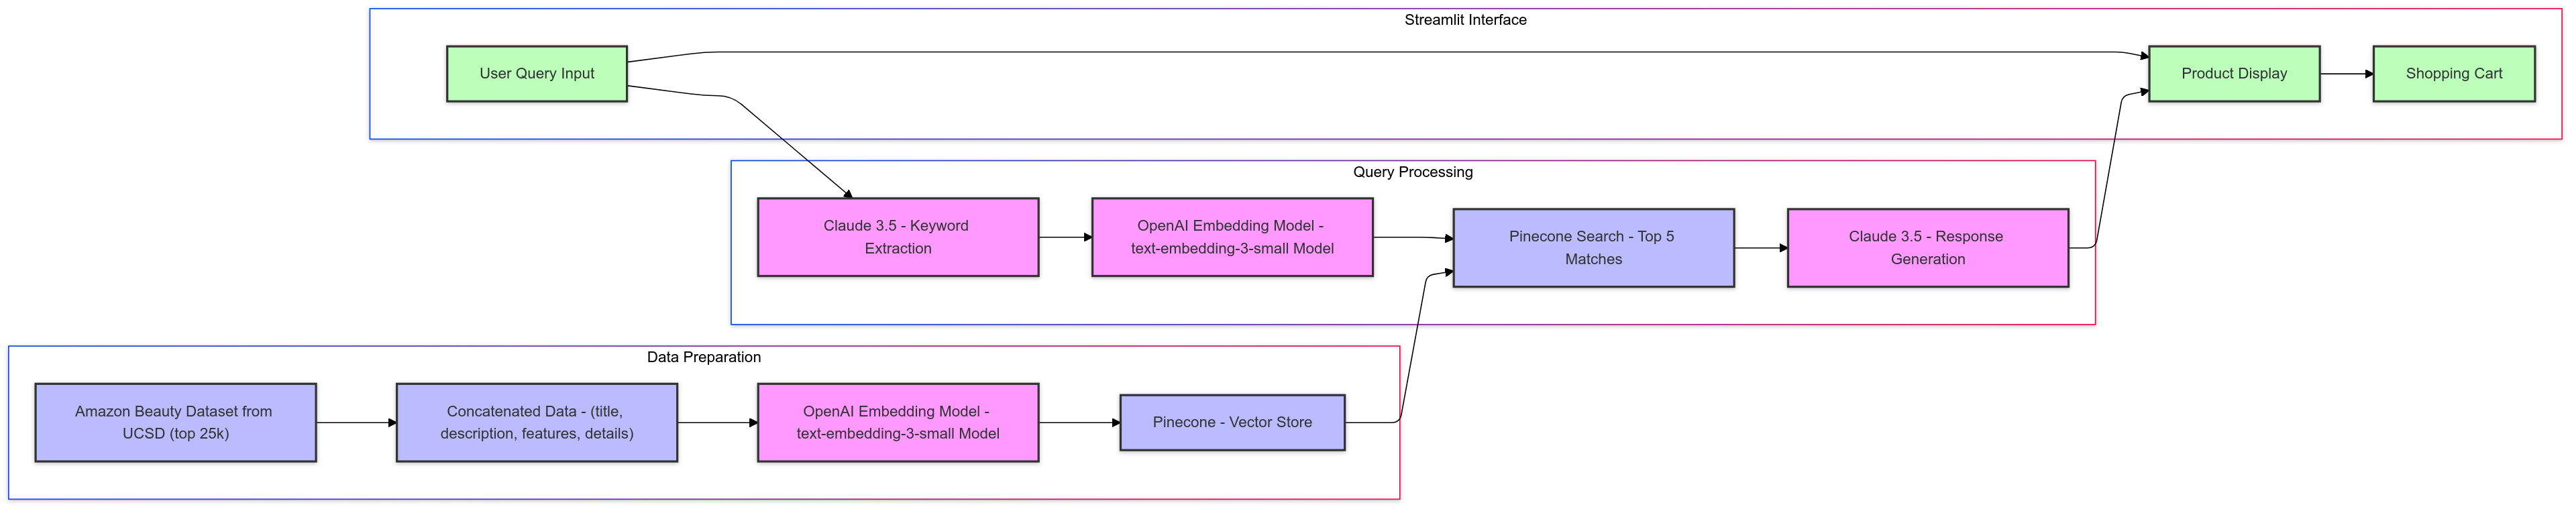 Streamlit Interface
User Query Input
Product Display
Shopping Cart
Query Processing
Claude 3.5 - Keyword
Extraction
OpenAI Embedding Model -
text-embedding-3-small Model
Pinecone Search - Top 5
Matches
Claude 3.5 - Response
Generation
Data Preparation
Amazon Beauty Dataset from
UCSD (top 25k)
Concatenated Data - (title,
description, features, details)
OpenAI Embedding Model -
text-embedding-3-small Model
Pinecone - Vector Store